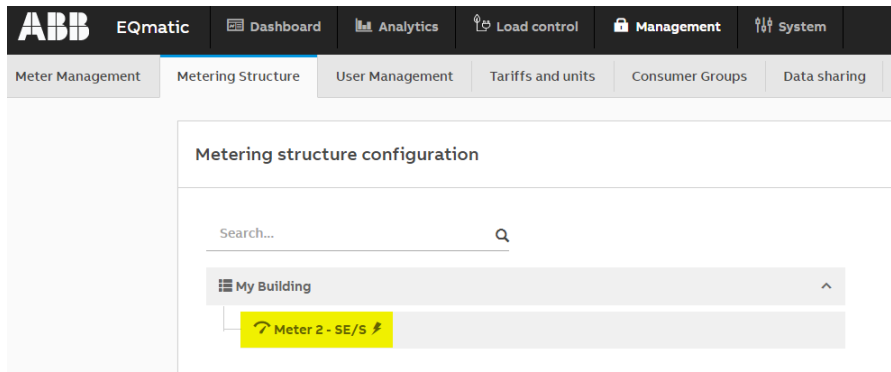 ABB EQmatic Dashboard Analytics Load control Management System
Meter Management Metering Structure User Management Tariffs and units Consumer Groups Data sharing
Metering structure configuration
Search...
My Building
Meter 2 - SE/S